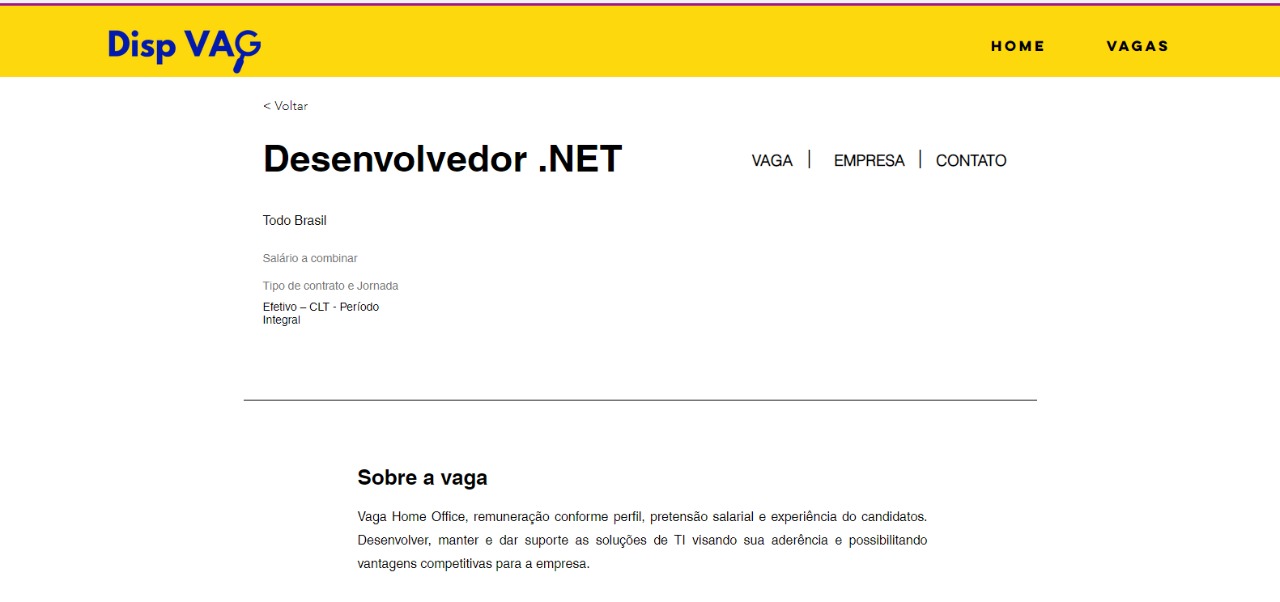 Disp VAG
HOME
VAGAS
< Voltar
Desenvolvedor .NET
VAGA | EMPRESA | CONTATO
Todo Brasil
Salário a combinar
Tipo de contrato e Jornada
Efetivo – CLT - Período
Integral
Sobre a vaga
Vaga Home Office, remuneração conforme perfil, pretensão salarial e experiência do candidatos.
Desenvolver, manter e dar suporte as soluções de TI visando sua aderência e possibilitando
vantagens competitivas para a empresa.